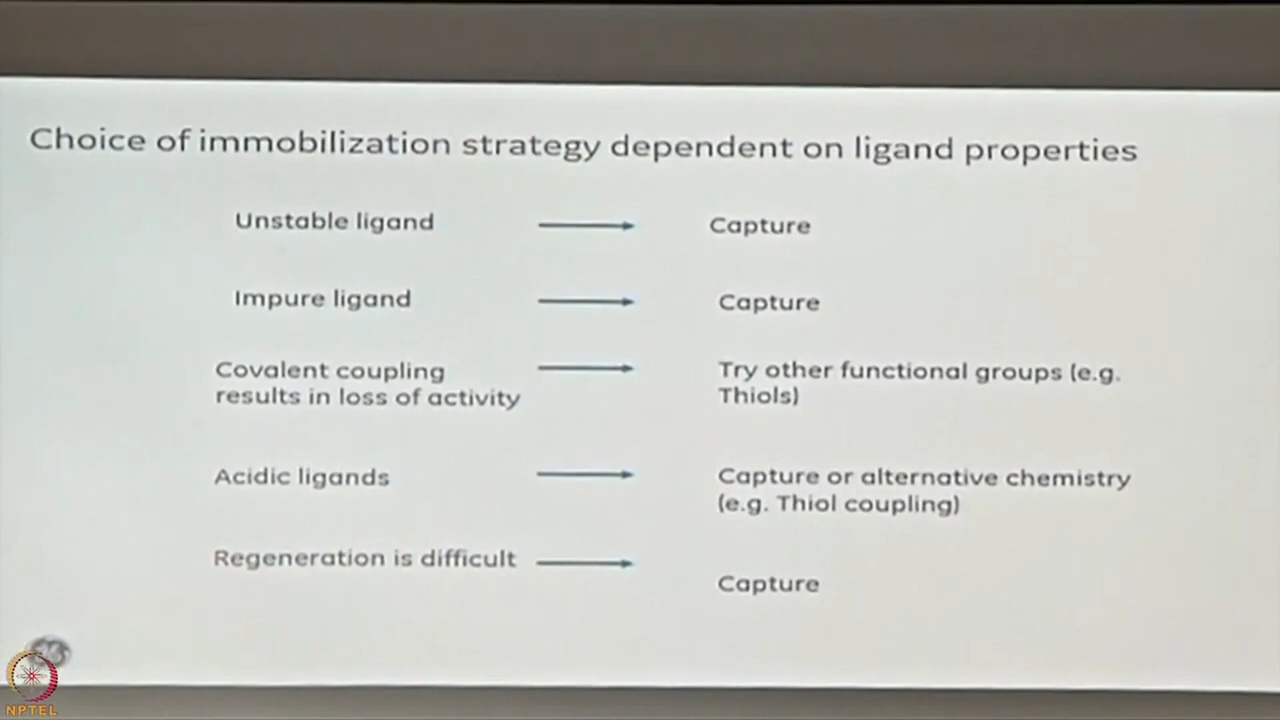 Choice of immobilization strategy dependent on ligand properties
Unstable ligand Capture
Impure ligand Capture
Covalent coupling Try other functional groups (e.g.
results in loss of activity Thiols)
Acidic ligands Capture or alternative chemistry
(e.g. Thiol coupling)
Regeneration is difficult
Capture
NPTEL